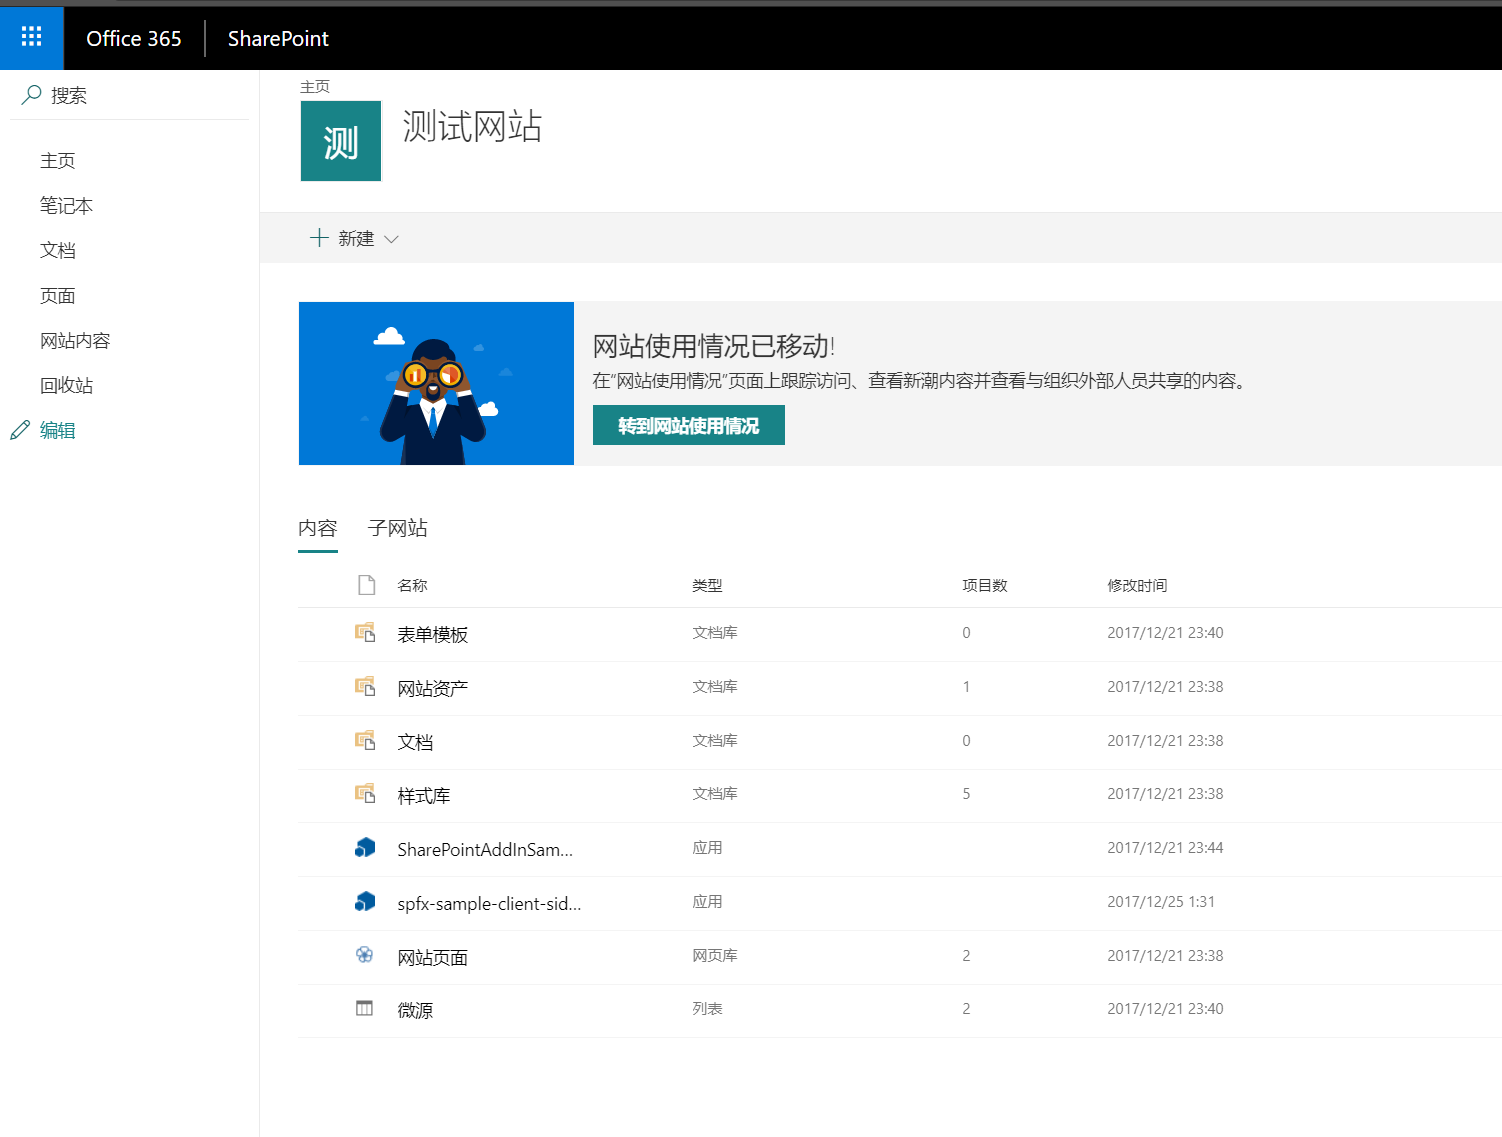 Office 365 SharePoint
搜索
主页
笔记本
文档
页面
网站内容
回收站
编辑
主页
测
测试网站
新建
网站使用情况已移动!
在“网站使用情况”页面上跟踪访问、查看新潮内容并查看与组织外部人员共享的内容。
转到网站使用情况
内容 子网站
名称 类型 项目数 修改时间
表单模板 文档库 0 2017/12/21 23:40
网站资产 文档库 1 2017/12/21 23:38
文档 文档库 0 2017/12/21 23:38
样式库 文档库 5 2017/12/21 23:38
SharePointAddInSam... 应用 2017/12/21 23:44
spfx-sample-client-sid... 应用 2017/12/25 1:31
网站页面 网页库 2 2017/12/21 23:38
微源 列表 2 2017/12/21 23:40